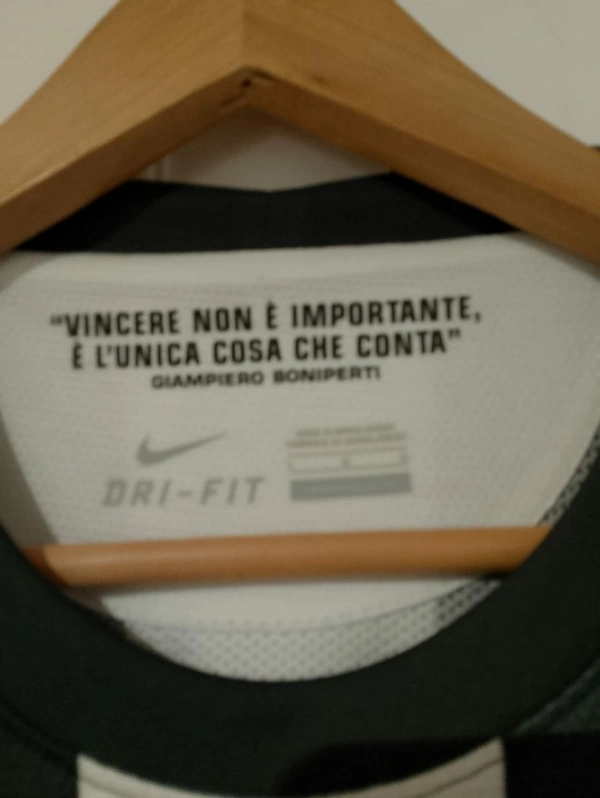 “VINCERE NON È IMPORTANTE,
È L'UNICA COSA CHE CONTA”
GIAMPIERO BONIPERTI
DRI-FIT